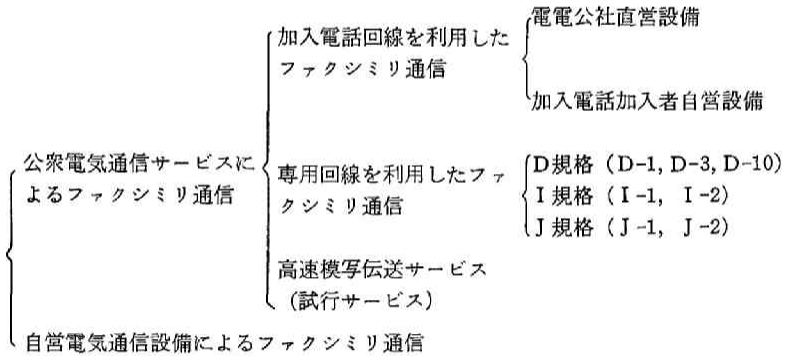 加入電話回線を利用した
ファクシミリ通信
電電公社直営設備
加入電話加入者自営設備
公衆電気通信サービスに
よるファクシミリ通信
専用回線を利用したファ
クシミリ通信
D規格（D-1, D-3, D-10）
I規格（I-1, I-2）
J規格（J-1, J-2）
高速模写伝送サービス
（試行サービス）
自営電気通信設備によるファクシミリ通信